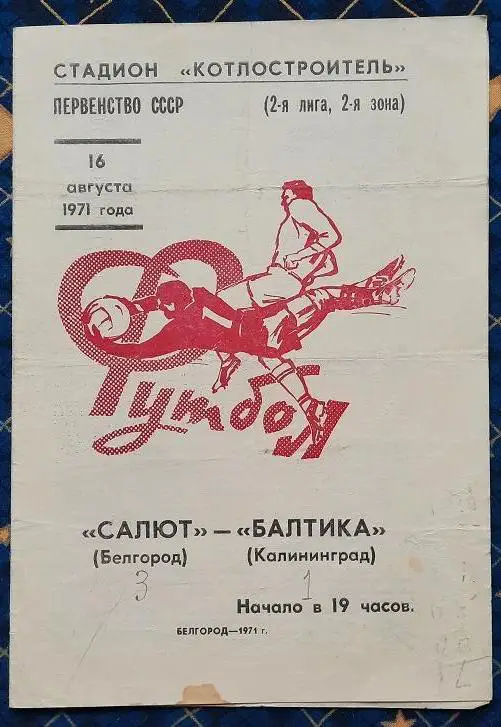 СТАДИОН «КОТЛОСТРОИТЕЛЬ»
ПЕРВЕНСТВО СССР (2-я лига, 2-я зона)
16
августа
1971 года
Футбол
«САЛЮТ» — «БАЛТИКА»
(Белгород) (Калининград)
3 1
Начало в 19 часов.
БЕЛГОРОД—1971 г.